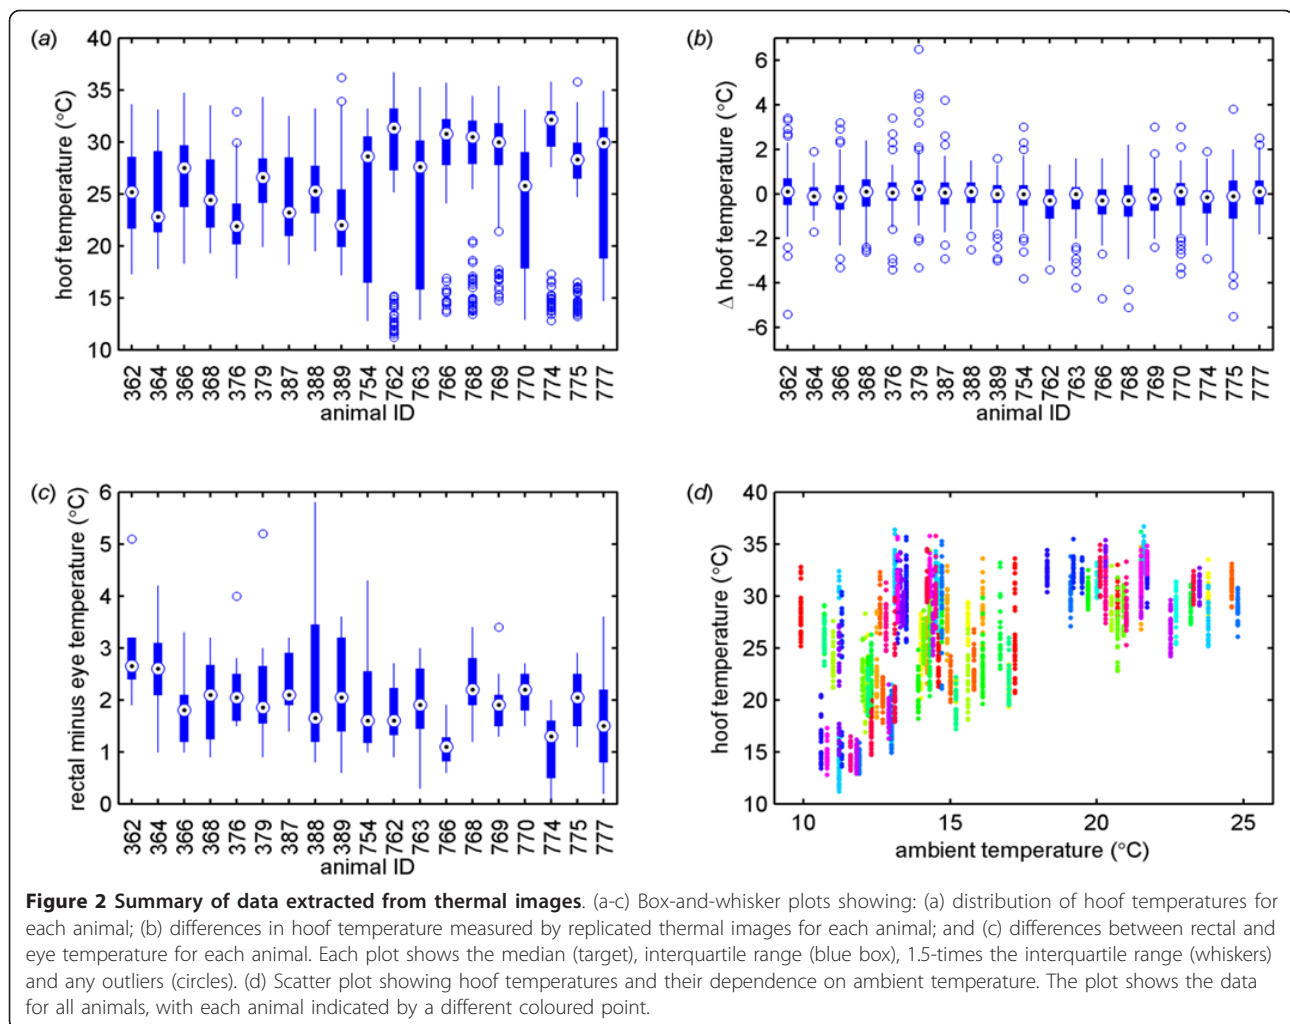 (a)
40
35
30
25
20
15
10
hoof temperature (°C)
362 364 366 368 376 379 387 388 389 754 762 763 766 768 769 770 774 775 777
animal ID
(b)
6
4
2
0
-2
-4
-6
Δ hoof temperature (°C)
362 364 366 368 376 379 387 388 389 754 762 763 766 768 769 770 774 775 777
animal ID
(c)
6
5
4
3
2
1
0
rectal minus eye temperature (°C)
362 364 366 368 376 379 387 388 389 754 762 763 766 768 769 770 774 775 777
animal ID
(d)
40
35
30
25
20
15
10
hoof temperature (°C)
10 15 20 25
ambient temperature (°C)
Figure 2 Summary of data extracted from thermal images. (a-c) Box-and-whisker plots showing: (a) distribution of hoof temperatures for
each animal; (b) differences in hoof temperature measured by replicated thermal images for each animal; and (c) differences between rectal and
eye temperature for each animal. Each plot shows the median (target), interquartile range (blue box), 1.5-times the interquartile range (whiskers)
and any outliers (circles). (d) Scatter plot showing hoof temperatures and their dependence on ambient temperature. The plot shows the data
for all animals, with each animal indicated by a different coloured point.